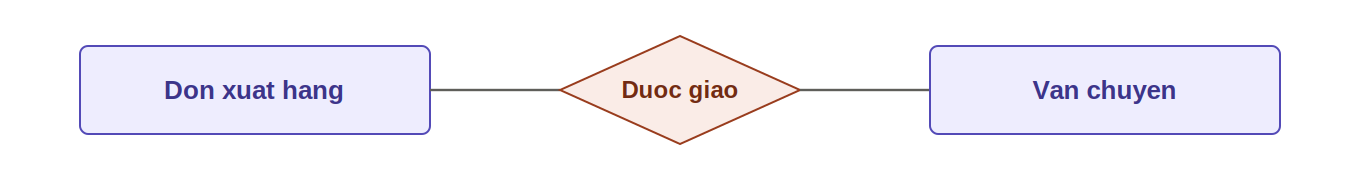 Don xuat hang
Duoc giao
Van chuyen